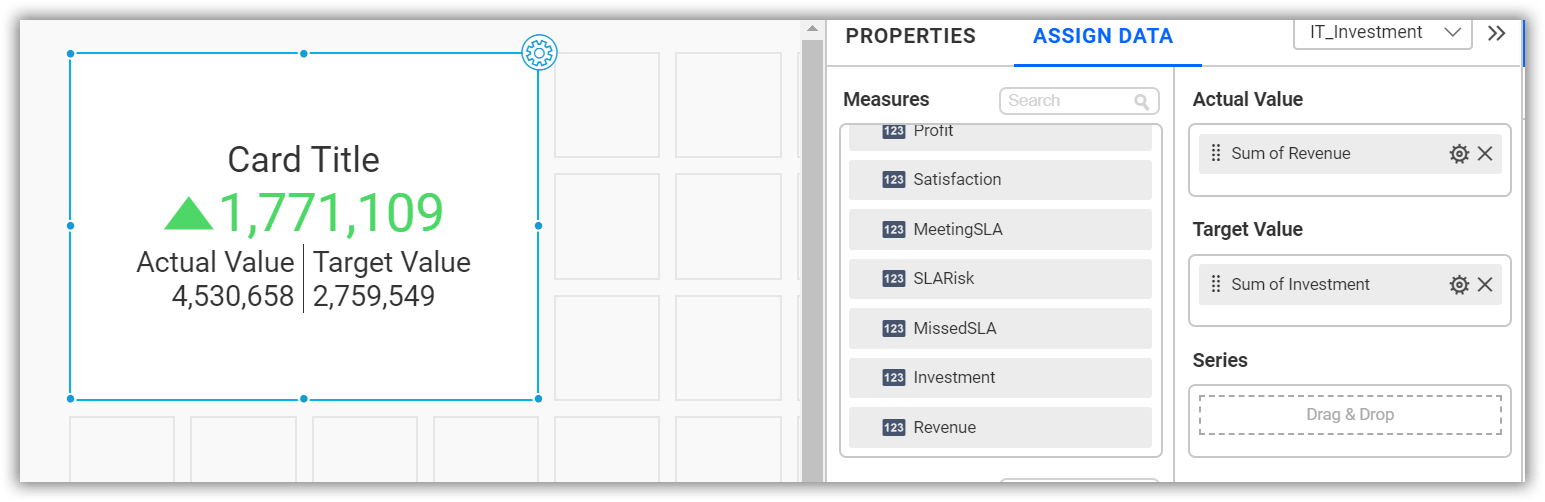 Card Title
1,771,109
Actual Value Target Value
4,530,658 2,759,549
PROPERTIES
ASSIGN DATA
IT_Investment
Measures
Search
123 Profit
123 Satisfaction
123 MeetingSLA
123 SLARisk
123 MissedSLA
123 Investment
123 Revenue
Actual Value
Sum of Revenue
Target Value
Sum of Investment
Series
Drag & Drop